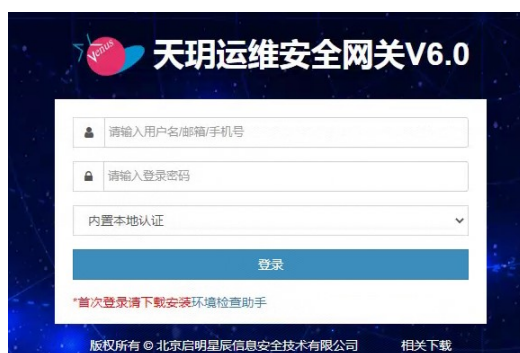 Venus
天玥运维安全网关V6.0
请输入用户名/邮箱/手机号
请输入登录密码
内置本地认证
登录
*首次登录请下载安装环境检查助手
版权所有 © 北京启明星辰信息安全技术有限公司 相关下载